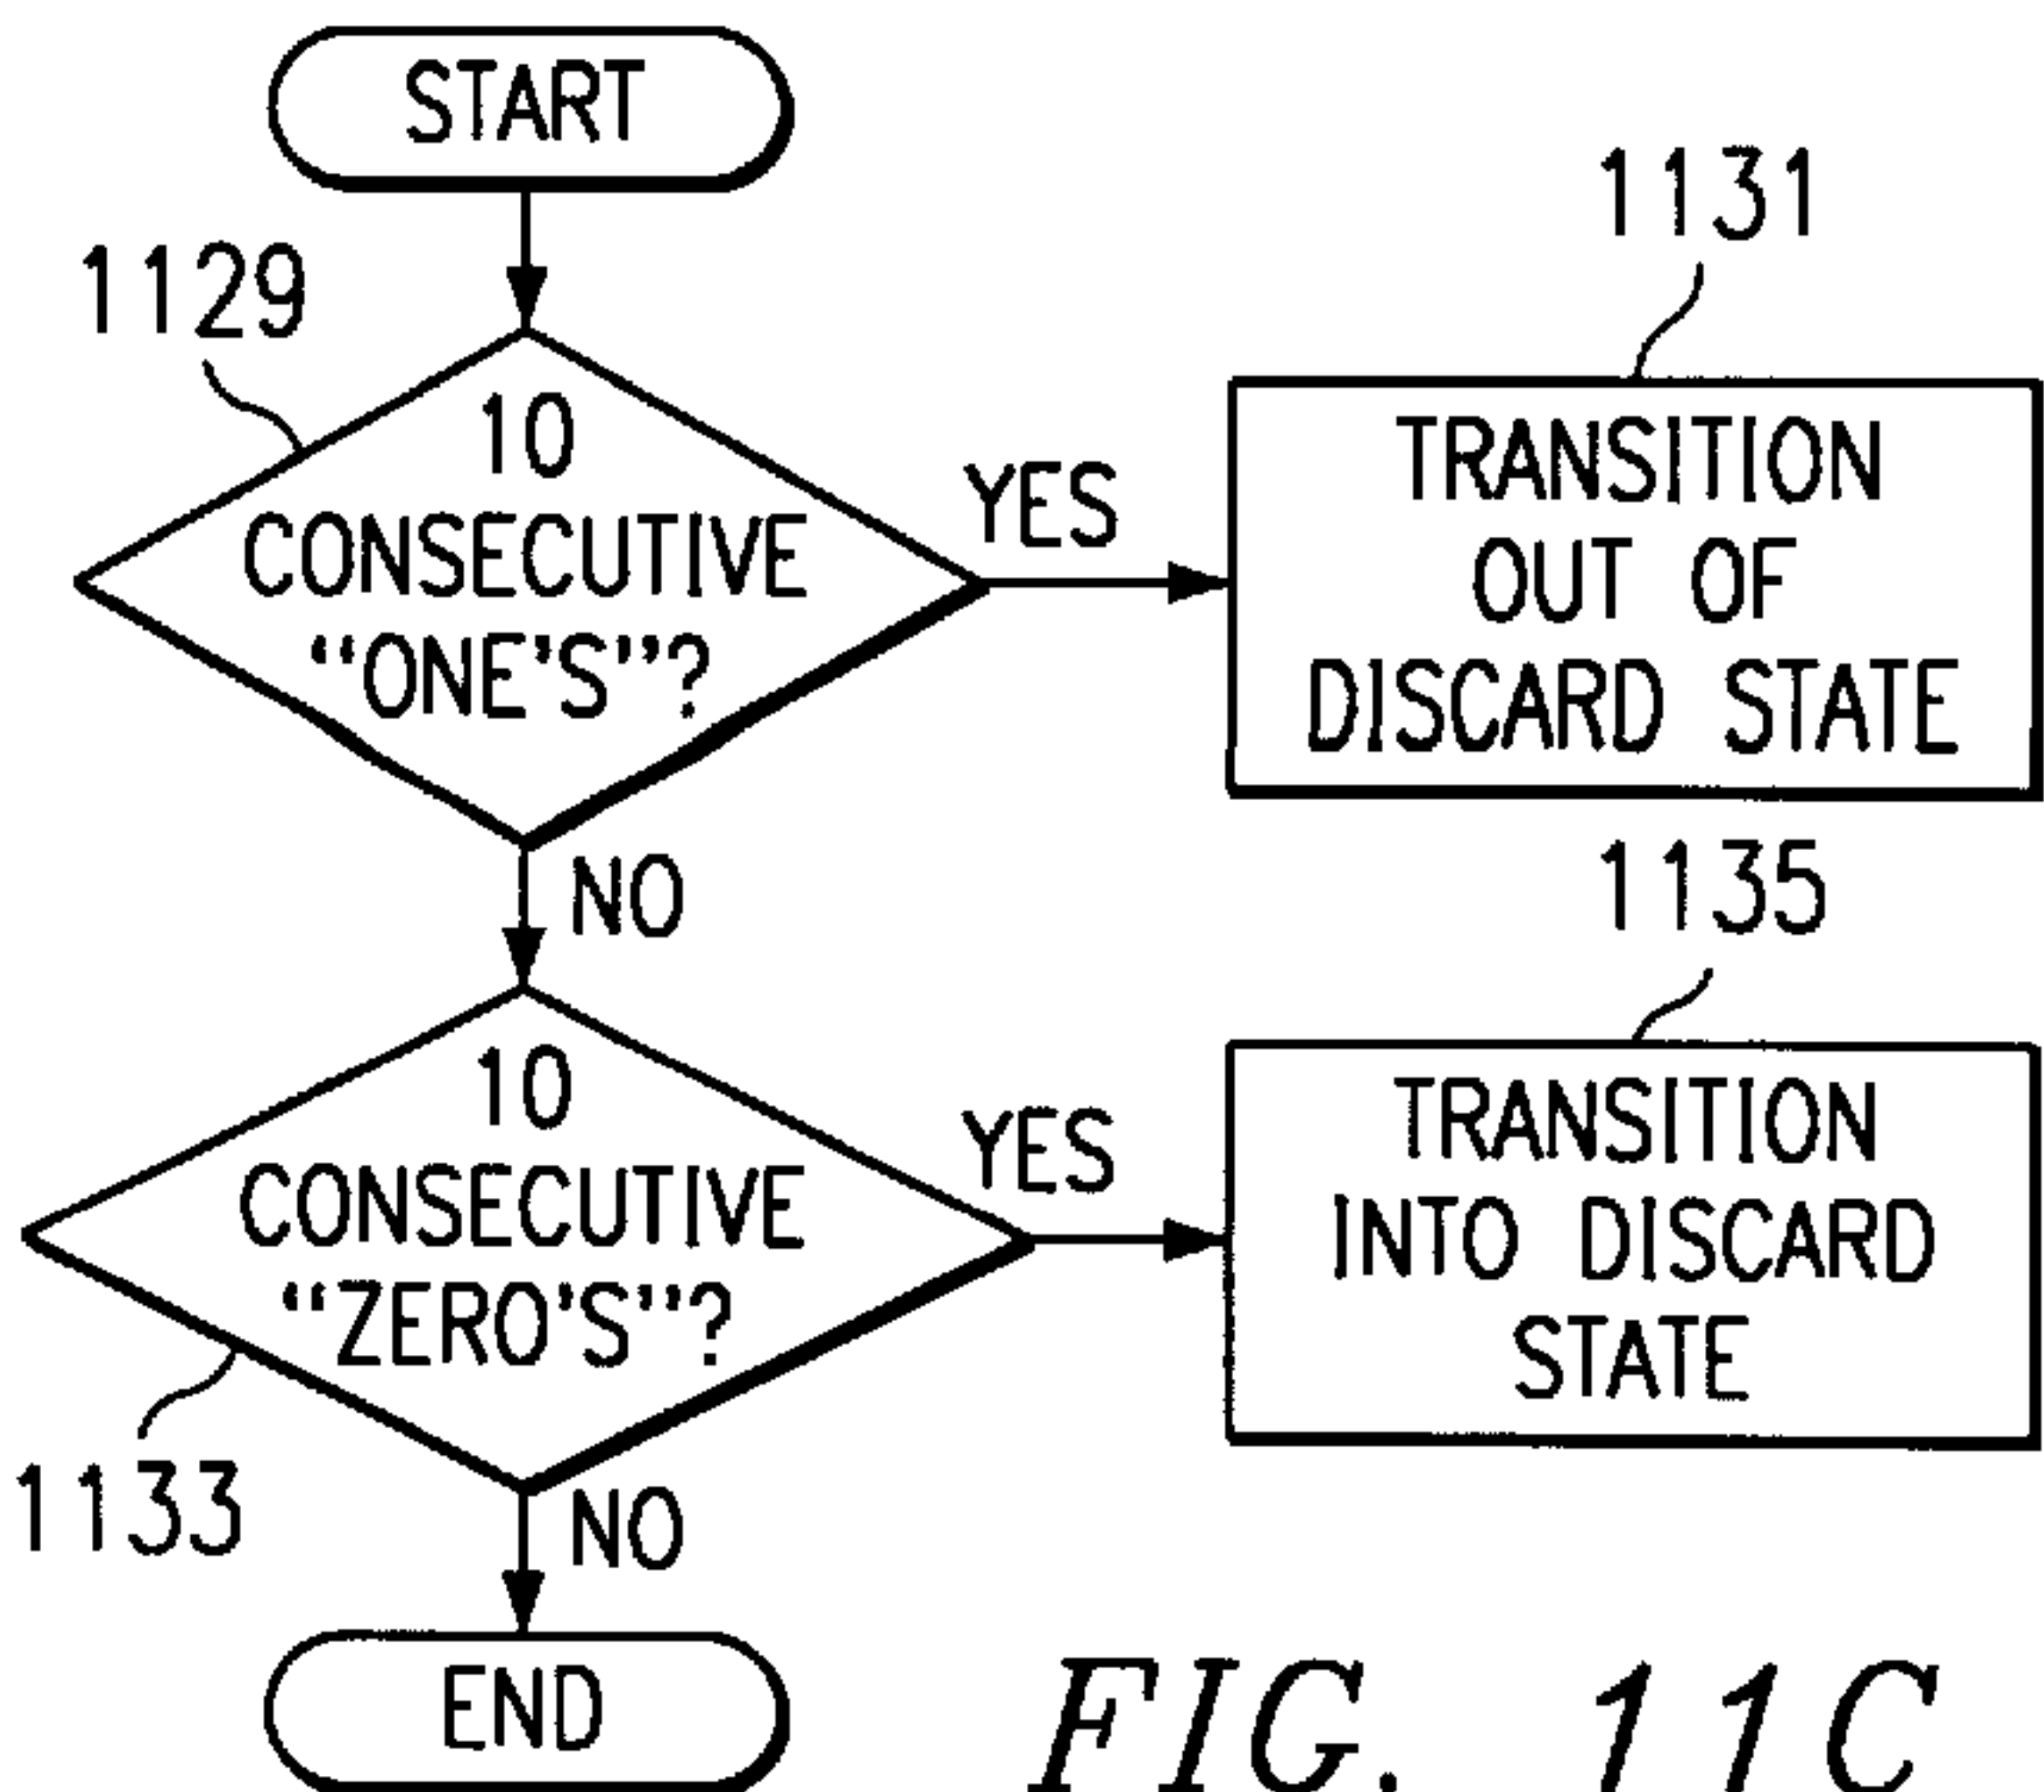 START
1129
10
CONSECUTIVE
“ONE’S”?
YES
1131
TRANSITION
OUT OF
DISCARD STATE
NO
10
CONSECUTIVE
“ZERO’S”?
1133
YES
1135
TRANSITION
INTO DISCARD
STATE
NO
END
FIG. 11C